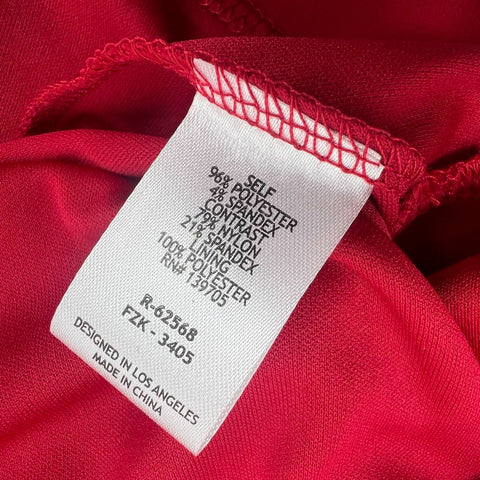 SELF
96% POLYESTER
4% SPANDEX
CONTRAST
79% NYLON
21% SPANDEX
LINING
100% POLYESTER
RN# 139705
R-62568
FZK - 3405
DESIGNED IN LOS ANGELES
MADE IN CHINA